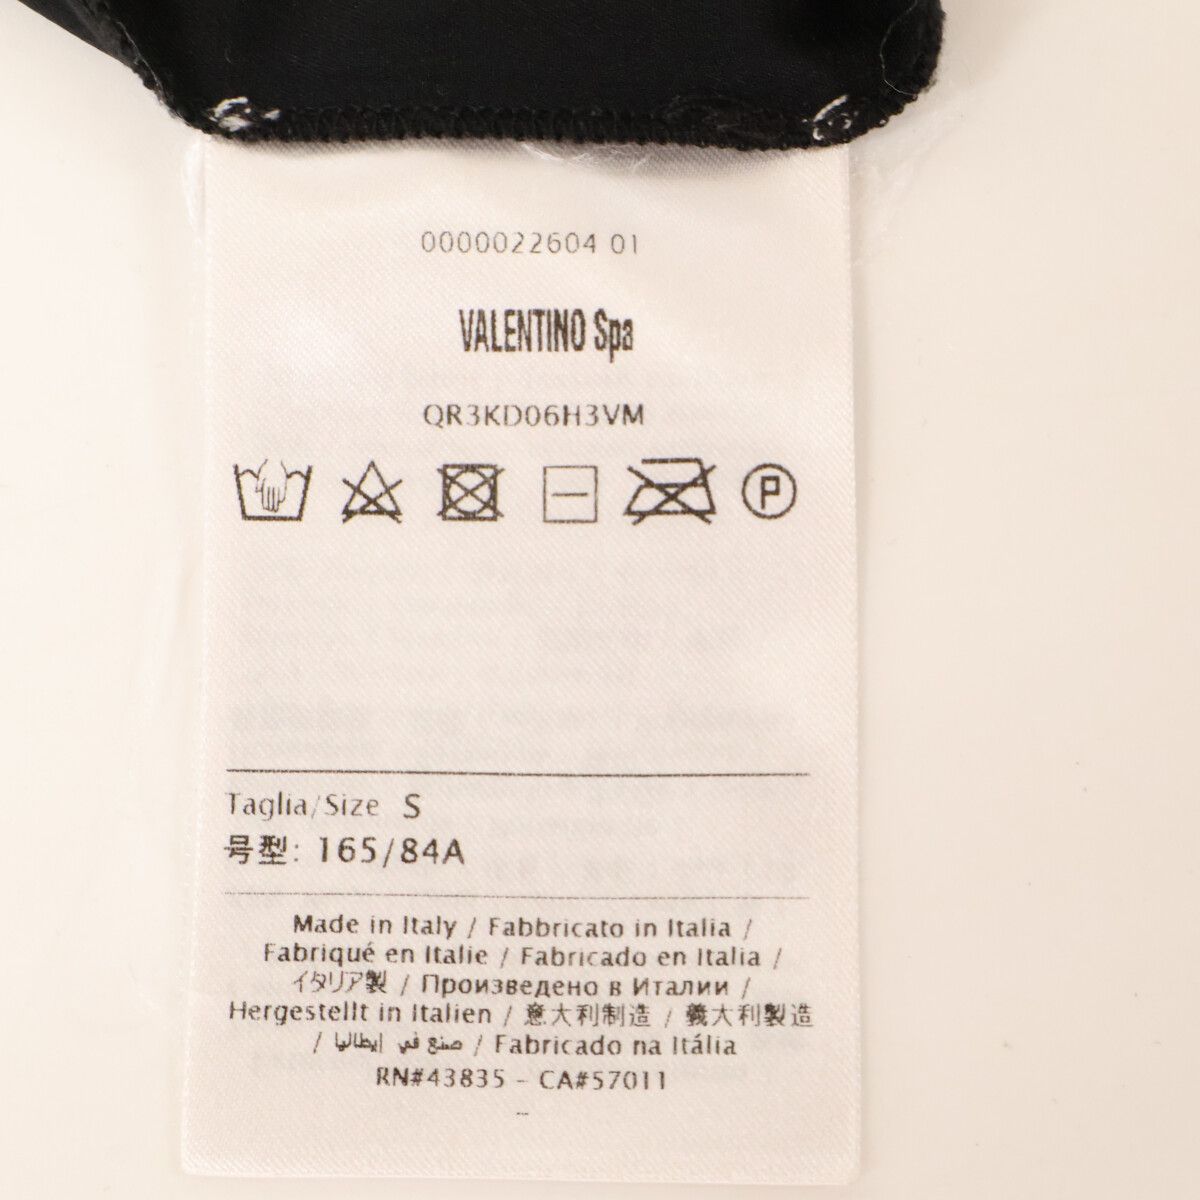 0000022604 01
VALENTINO Spa
QR3KD06H3VM
P
Taglia/Size S
号型: 165/84A
Made in Italy / Fabbricato in Italia /
Fabriqué en Italie / Fabricado en Italia /
イタリア製 / Произведено в Италии /
Hergestellt in Italien / 意大利制造 / 義大利製造
/ صنع في إيطاليا / Fabricado na Itália
RN#43835 - CA#57011
-